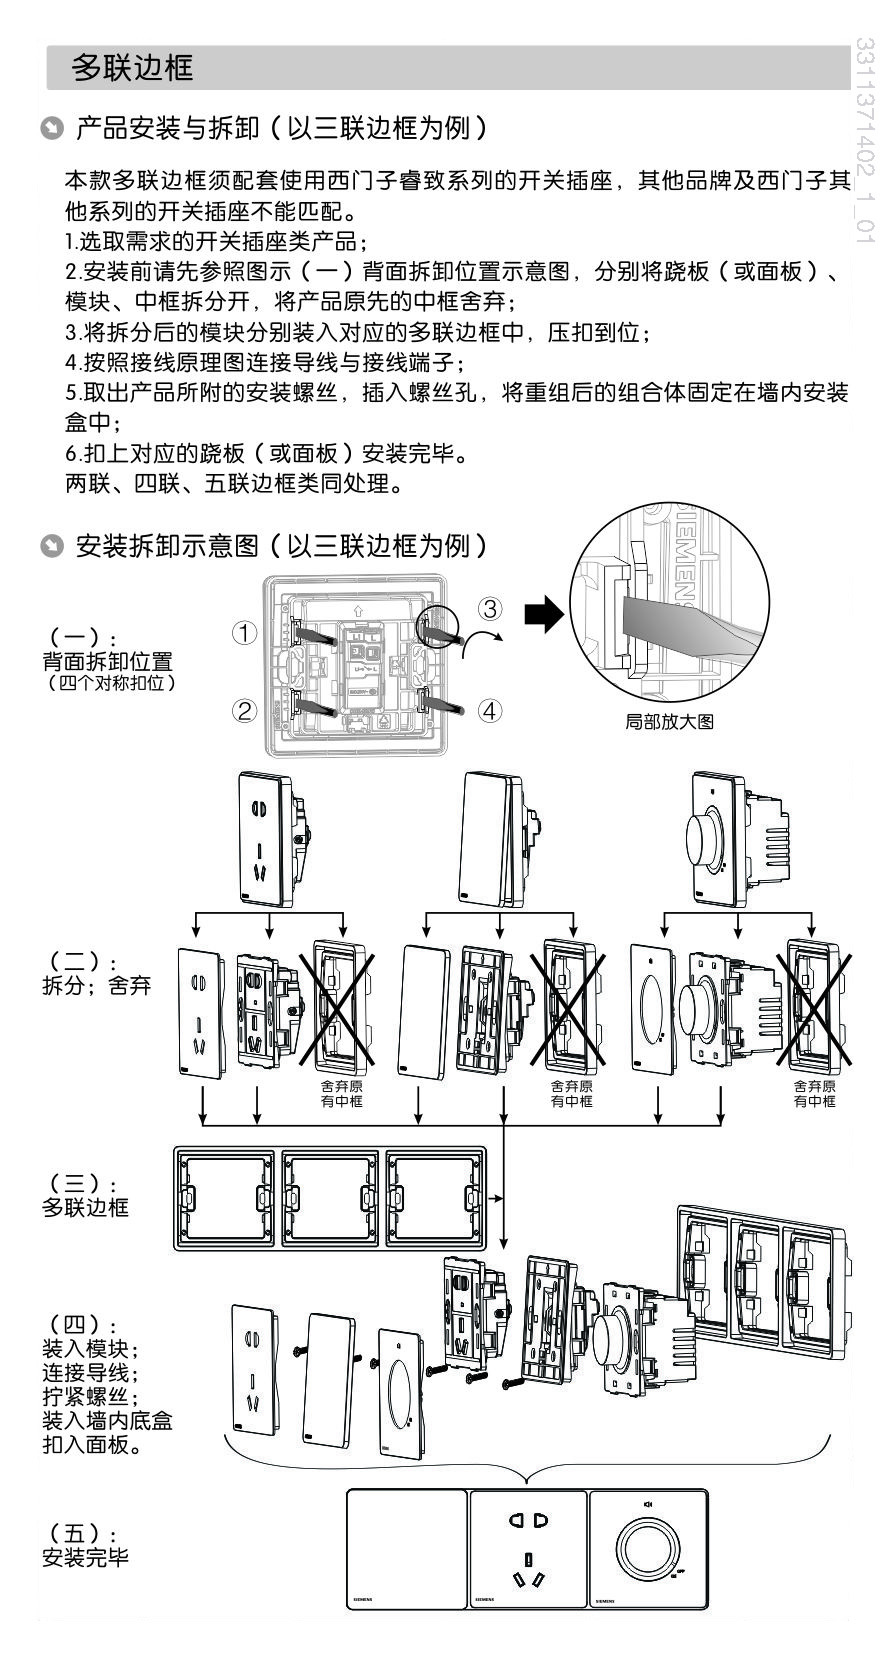 多联边框
3311371402_1_01
产品安装与拆卸（以三联边框为例）
本款多联边框须配套使用西门子睿致系列的开关插座，其他品牌及西门子其
他系列的开关插座不能匹配。
1.选取需求的开关插座类产品；
2.安装前请先参照图示（一）背面拆卸位置示意图，分别将跷板（或面板）、
模块、中框拆分开，将产品原先的中框舍弃；
3.将拆分后的模块分别装入对应的多联边框中，压扣到位；
4.按照接线原理图连接导线与接线端子；
5.取出产品所附的安装螺丝，插入螺丝孔，将重组后的组合体固定在墙内安装
盒中；
6.扣上对应的跷板（或面板）安装完毕。
两联、四联、五联边框类同处理。
安装拆卸示意图（以三联边框为例）
（一）：
背面拆卸位置
（四个对称扣位）
①
②
③
④
SIEMENS
局部放大图
（二）：
拆分；舍弃
舍弃原
有中框
舍弃原
有中框
舍弃原
有中框
（三）：
多联边框
（四）：
装入模块；
连接导线；
拧紧螺丝；
装入墙内底盒
扣入面板。
（五）：
安装完毕
SIEMENS
SIEMENS
SIEMENS
OFF